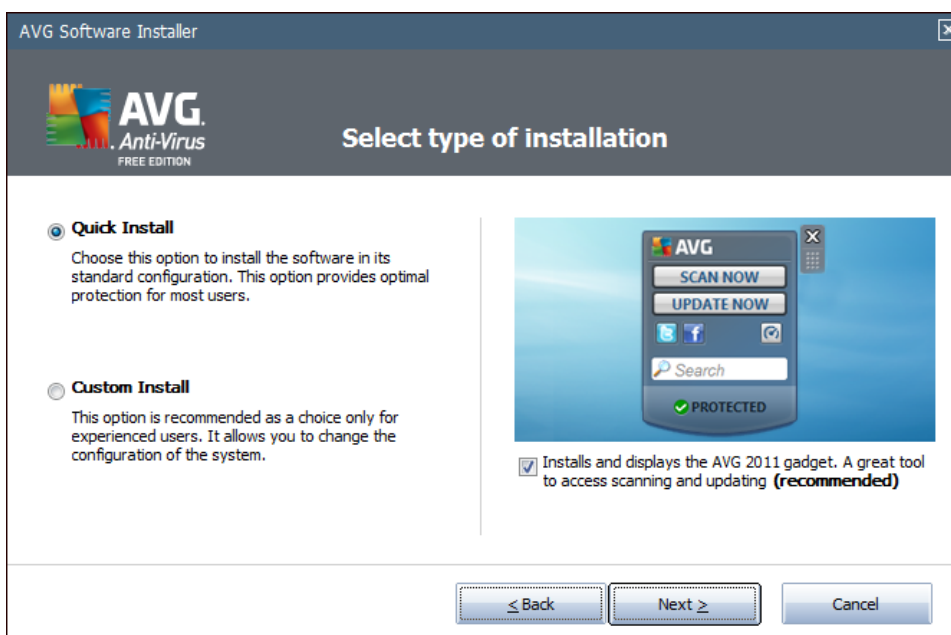 AVG Software Installer
AVG.
Anti-Virus
FREE EDITION
Select type of installation
Quick Install
Choose this option to install the software in its
standard configuration. This option provides optimal
protection for most users.
Custom Install
This option is recommended as a choice only for
experienced users. It allows you to change the
configuration of the system.
AVG
SCAN NOW
UPDATE NOW
Search
PROTECTED
Installs and displays the AVG 2011 gadget. A great tool
to access scanning and updating (recommended)
< Back
Next >
Cancel